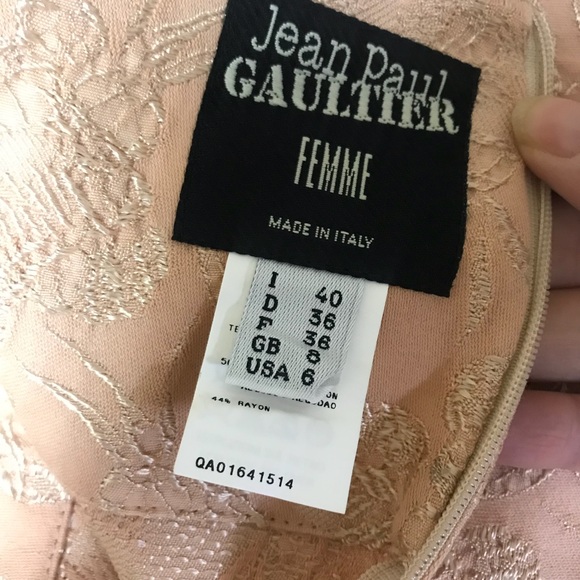 Jean Paul
GAULTIER
FEMME
MADE IN ITALY
I 40
D 36
F 36
GB 8
USA 6
44% RAYON
QA01641514